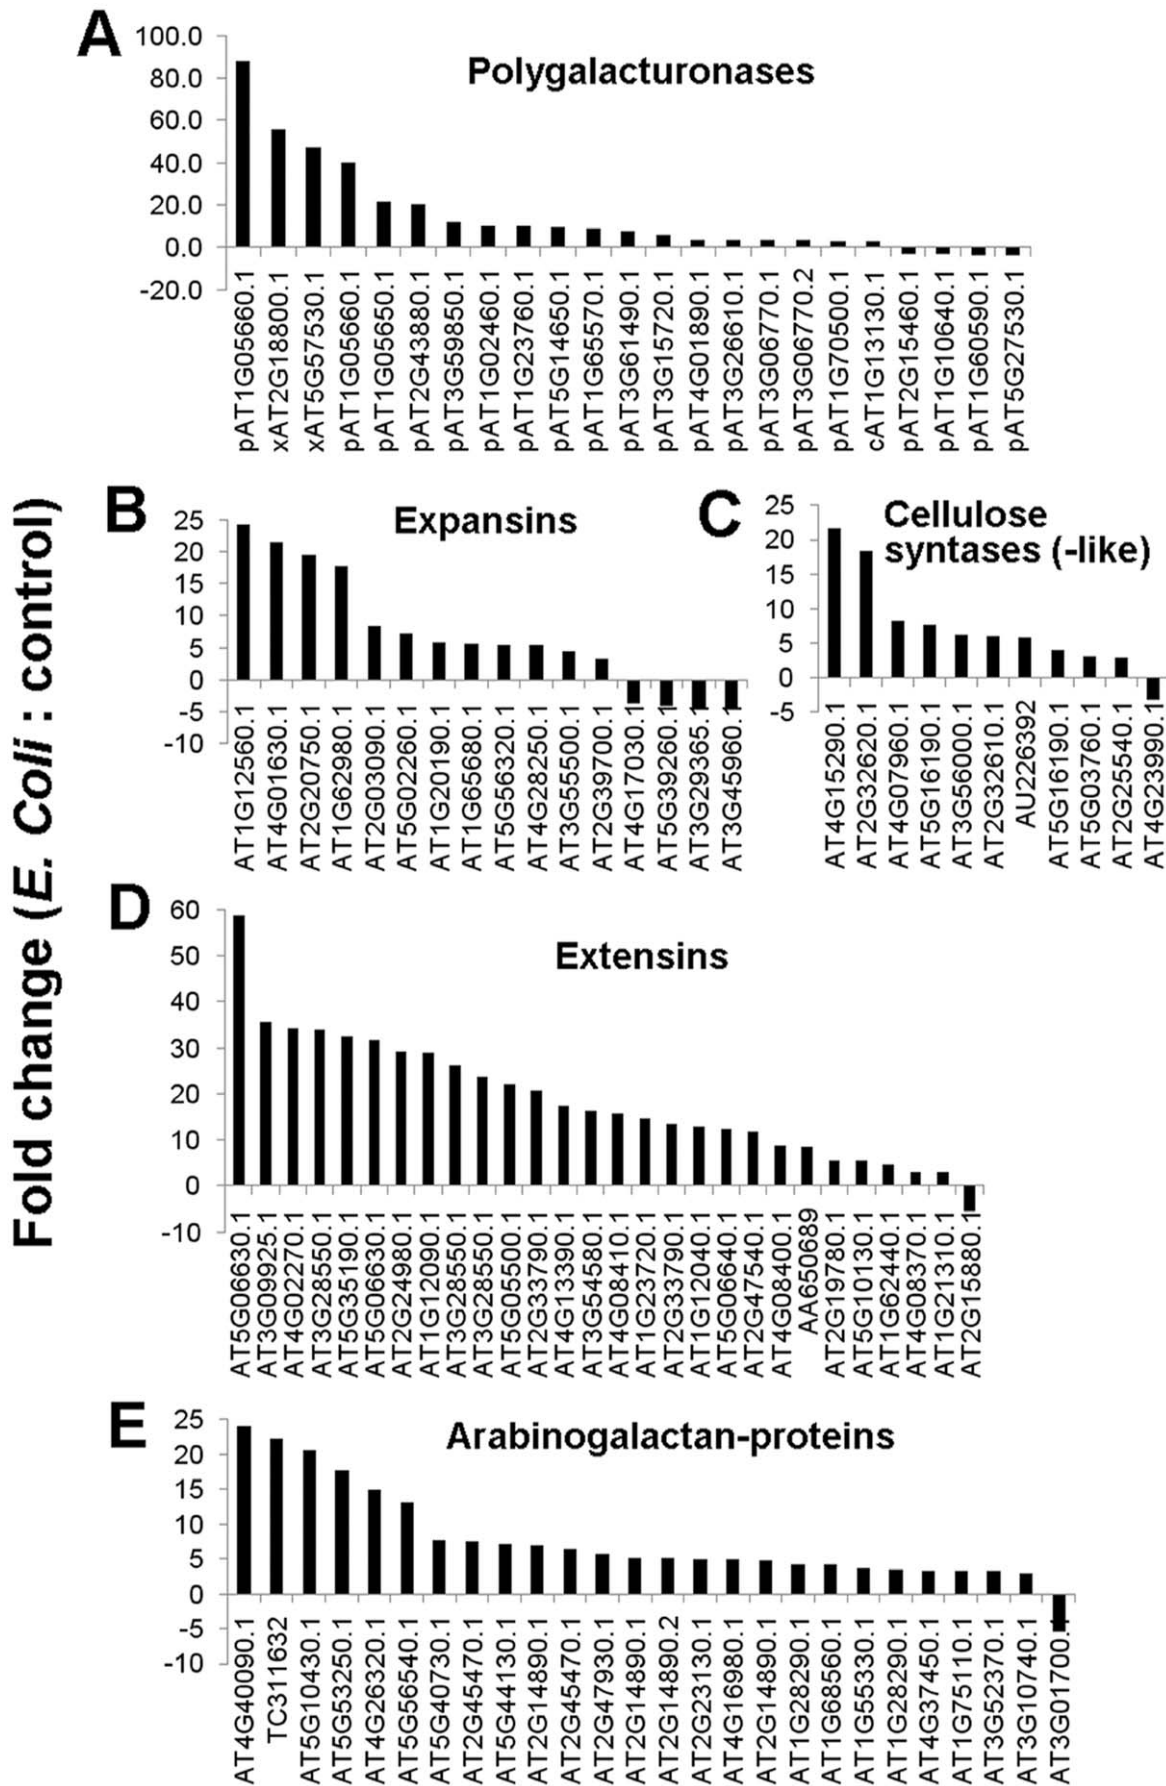 Fold change (E. Coli : control)
A
Polygalacturonases
100.0
80.0
60.0
40.0
20.0
0.0
-20.0
pAT1G05660.1
xAT2G18800.1
xAT5G57530.1
pAT1G05660.1
pAT1G05650.1
pAT2G43880.1
pAT3G59850.1
pAT1G02460.1
pAT1G23760.1
pAT5G14650.1
pAT1G65570.1
pAT3G61490.1
pAT3G15720.1
pAT4G01890.1
pAT3G26610.1
pAT3G06770.1
pAT3G06770.2
pAT1G70500.1
cAT1G13130.1
pAT2G15460.1
pAT1G10640.1
pAT1G60590.1
pAT5G27530.1
B
Expansins
25
20
15
10
5
0
-5
-10
AT1G12560.1
AT4G01630.1
AT2G20750.1
AT1G62980.1
AT2G03090.1
AT5G02260.1
AT1G20190.1
AT1G65680.1
AT5G56320.1
AT4G28250.1
AT3G55500.1
AT2G39700.1
AT4G17030.1
AT5G39260.1
AT3G29365.1
AT3G45960.1
C
Cellulose
syntases (-like)
25
20
15
10
5
0
-5
AT4G15290.1
AT2G32620.1
AT4G07960.1
AT5G16190.1
AT3G56000.1
AT2G32610.1
AU226392
AT5G16190.1
AT5G03760.1
AT2G25540.1
AT4G23990.1
D
Extensins
60
50
40
30
20
10
0
-10
AT5G06630.1
AT3G09925.1
AT4G02270.1
AT3G28550.1
AT5G35190.1
AT5G06630.1
AT2G24980.1
AT1G12090.1
AT3G28550.1
AT3G28550.1
AT5G05500.1
AT2G33790.1
AT4G13390.1
AT3G54580.1
AT4G08410.1
AT1G23720.1
AT2G33790.1
AT1G12040.1
AT5G06640.1
AT2G47540.1
AT4G08400.1
AA650689
AT2G19780.1
AT5G10130.1
AT1G62440.1
AT4G08370.1
AT1G21310.1
AT2G15880.1
E
Arabinogalactan-proteins
25
20
15
10
5
0
-5
-10
AT4G40090.1
TC311632
AT5G10430.1
AT5G53250.1
AT4G26320.1
AT5G56540.1
AT5G40730.1
AT2G45470.1
AT5G44130.1
AT2G14890.1
AT2G45470.1
AT2G47930.1
AT2G14890.1
AT2G14890.2
AT2G23130.1
AT4G16980.1
AT2G14890.1
AT1G28290.1
AT1G68560.1
AT1G55330.1
AT1G28290.1
AT4G37450.1
AT1G75110.1
AT3G52370.1
AT3G10740.1
AT3G01700.1